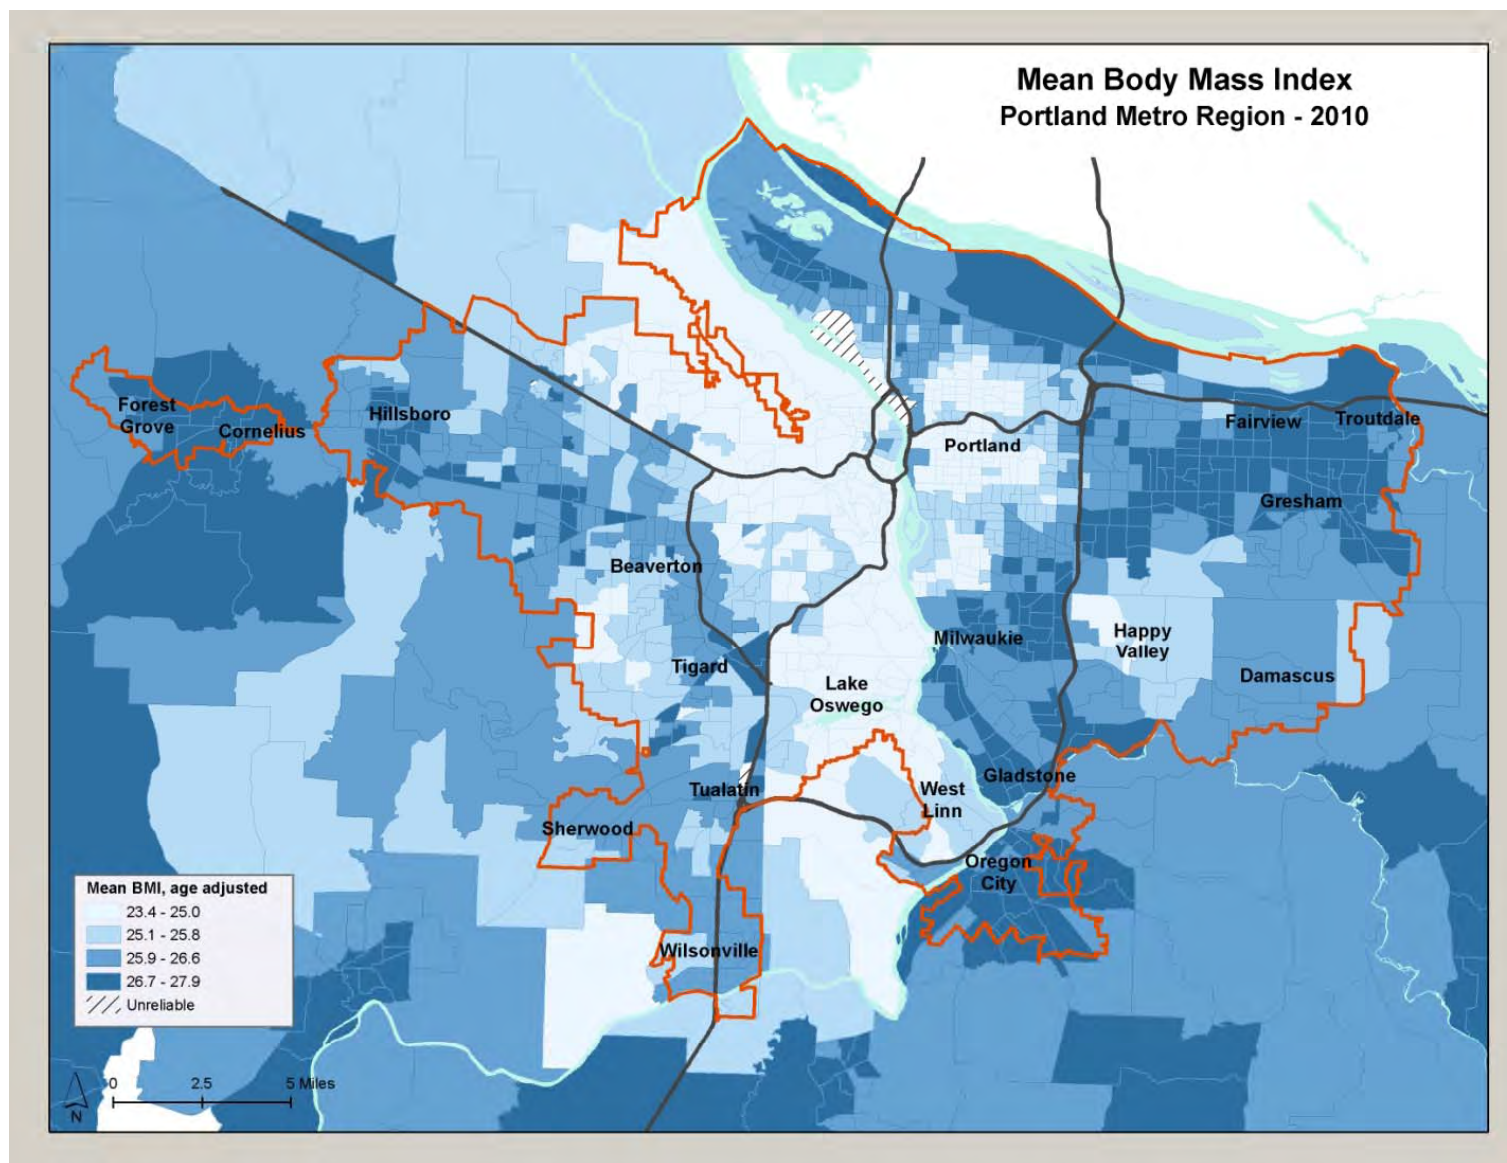 Mean Body Mass Index
Portland Metro Region - 2010
Forest
Grove
Cornelius
Hillsboro
Portland
Fairview
Troutdale
Gresham
Beaverton
Milwaukie
Happy
Valley
Tigard
Lake
Oswego
Damascus
Tualatin
West
Linn
Gladstone
Sherwood
Oregon
City
Wilsonville
Mean BMI, age adjusted
23.4 - 25.0
25.1 - 25.8
25.9 - 26.6
26.7 - 27.9
Unreliable
0 2.5 5 Miles
N